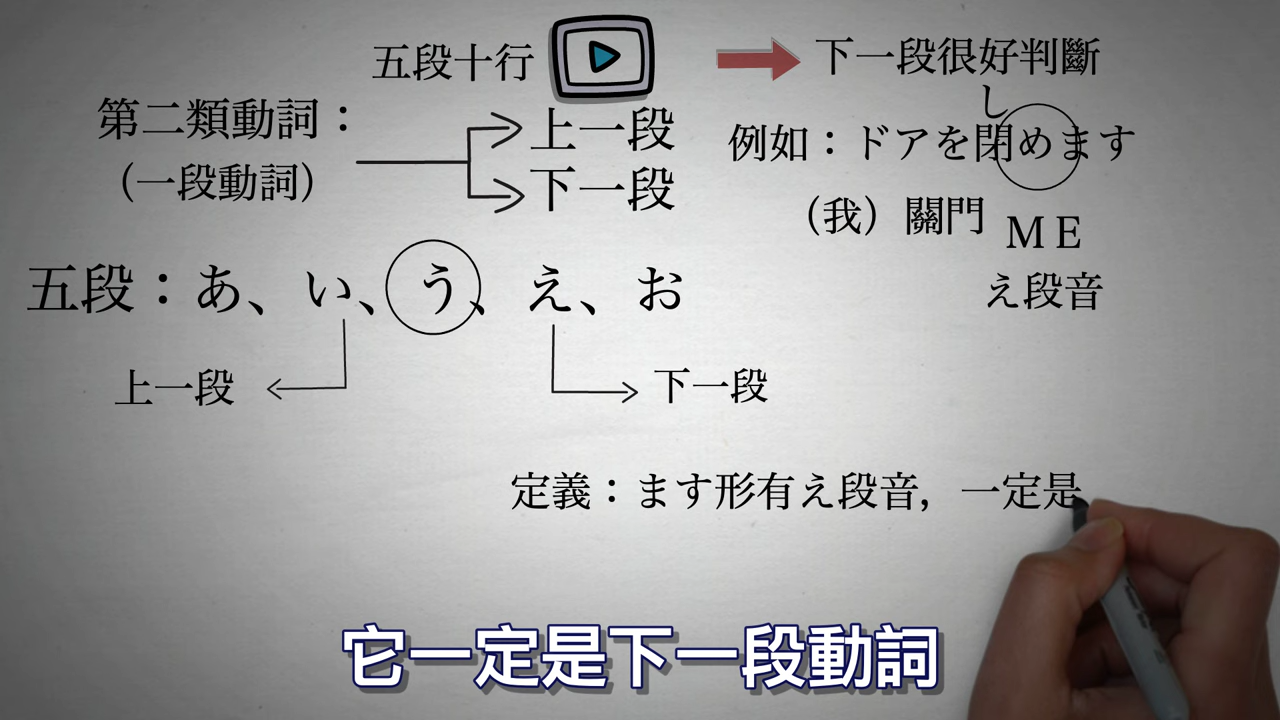 五段十行
下一段很好判斷
第二類動詞：
（一段動詞）
上一段
下一段
し
例如：ドアを閉めます
（我）關門
ME
え段音
五段：あ、い、う、え、お
上一段
下一段
定義：ます形有え段音，一定是
它一定是下一段動詞